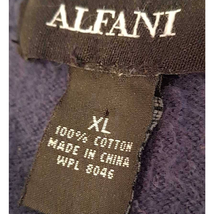 ALFANI
XL
100% COTTON
MADE IN CHINA
WPL 8046